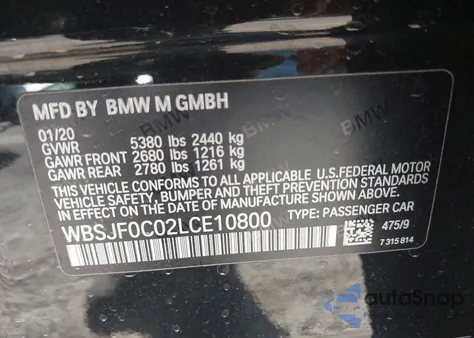 MFD BY BMW M GMBH
01/20
GVWR 5380 lbs 2440 kg
GAWR FRONT 2680 lbs 1216 kg
GAWR REAR 2780 lbs 1261 kg
THIS VEHICLE CONFORMS TO ALL APPLICABLE U.S.FEDERAL MOTOR
VEHICLE SAFETY, BUMPER, AND THEFT PREVENTION STANDARDS
IN EFFECT ON THE DATE OF MANUFACTURE SHOWN ABOVE.
WBSJF0C02LCE10800 TYPE: PASSENGER CAR
475/9
7 315 814
autoSnap